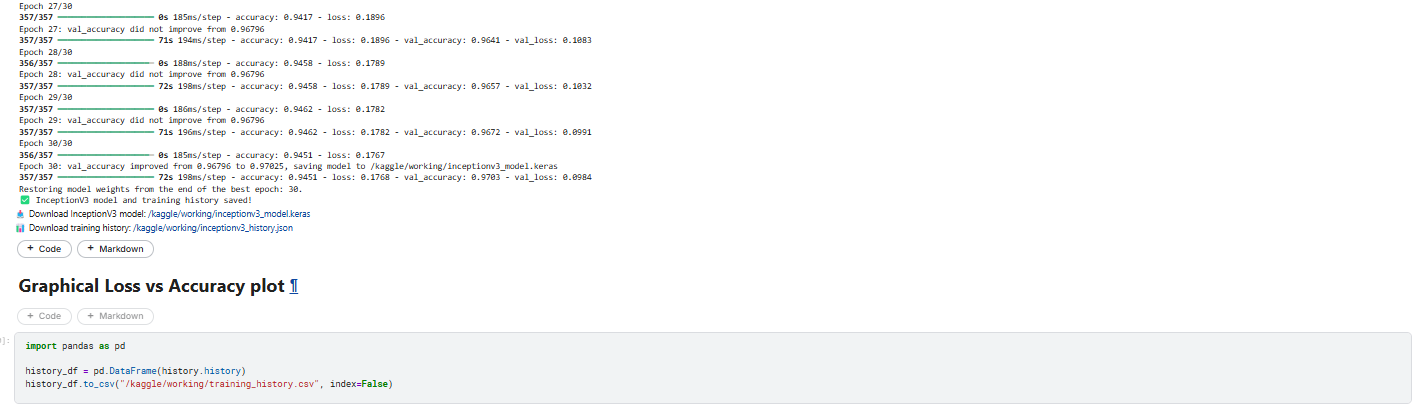 Epoch 27/30
357/357 ━━━━━━━━━━━━━━━━━━━━ 0s 185ms/step - accuracy: 0.9417 - loss: 0.1896
Epoch 27: val_accuracy did not improve from 0.96796
357/357 ━━━━━━━━━━━━━━━━━━━━ 71s 194ms/step - accuracy: 0.9417 - loss: 0.1896 - val_accuracy: 0.9641 - val_loss: 0.1083
Epoch 28/30
356/357 ━━━━━━━━━━━━━━━━━━━━ 0s 188ms/step - accuracy: 0.9458 - loss: 0.1789
Epoch 28: val_accuracy did not improve from 0.96796
357/357 ━━━━━━━━━━━━━━━━━━━━ 72s 198ms/step - accuracy: 0.9458 - loss: 0.1789 - val_accuracy: 0.9657 - val_loss: 0.1032
Epoch 29/30
357/357 ━━━━━━━━━━━━━━━━━━━━ 0s 186ms/step - accuracy: 0.9462 - loss: 0.1782
Epoch 29: val_accuracy did not improve from 0.96796
357/357 ━━━━━━━━━━━━━━━━━━━━ 71s 196ms/step - accuracy: 0.9462 - loss: 0.1782 - val_accuracy: 0.9672 - val_loss: 0.0991
Epoch 30/30
356/357 ━━━━━━━━━━━━━━━━━━━━ 0s 185ms/step - accuracy: 0.9451 - loss: 0.1767
Epoch 30: val_accuracy improved from 0.96796 to 0.97025, saving model to /kaggle/working/inceptionv3_model.keras
357/357 ━━━━━━━━━━━━━━━━━━━━ 72s 198ms/step - accuracy: 0.9451 - loss: 0.1768 - val_accuracy: 0.9703 - val_loss: 0.0984
Restoring model weights from the end of the best epoch: 30.
✅ InceptionV3 model and training history saved!
📥 Download InceptionV3 model: /kaggle/working/inceptionv3_model.keras
📊 Download training history: /kaggle/working/inceptionv3_history.json
+ Code + Markdown
Graphical Loss vs Accuracy plot ¶
+ Code + Markdown
]:
import pandas as pd
history_df = pd.DataFrame(history.history)
history_df.to_csv("/kaggle/working/training_history.csv", index=False)